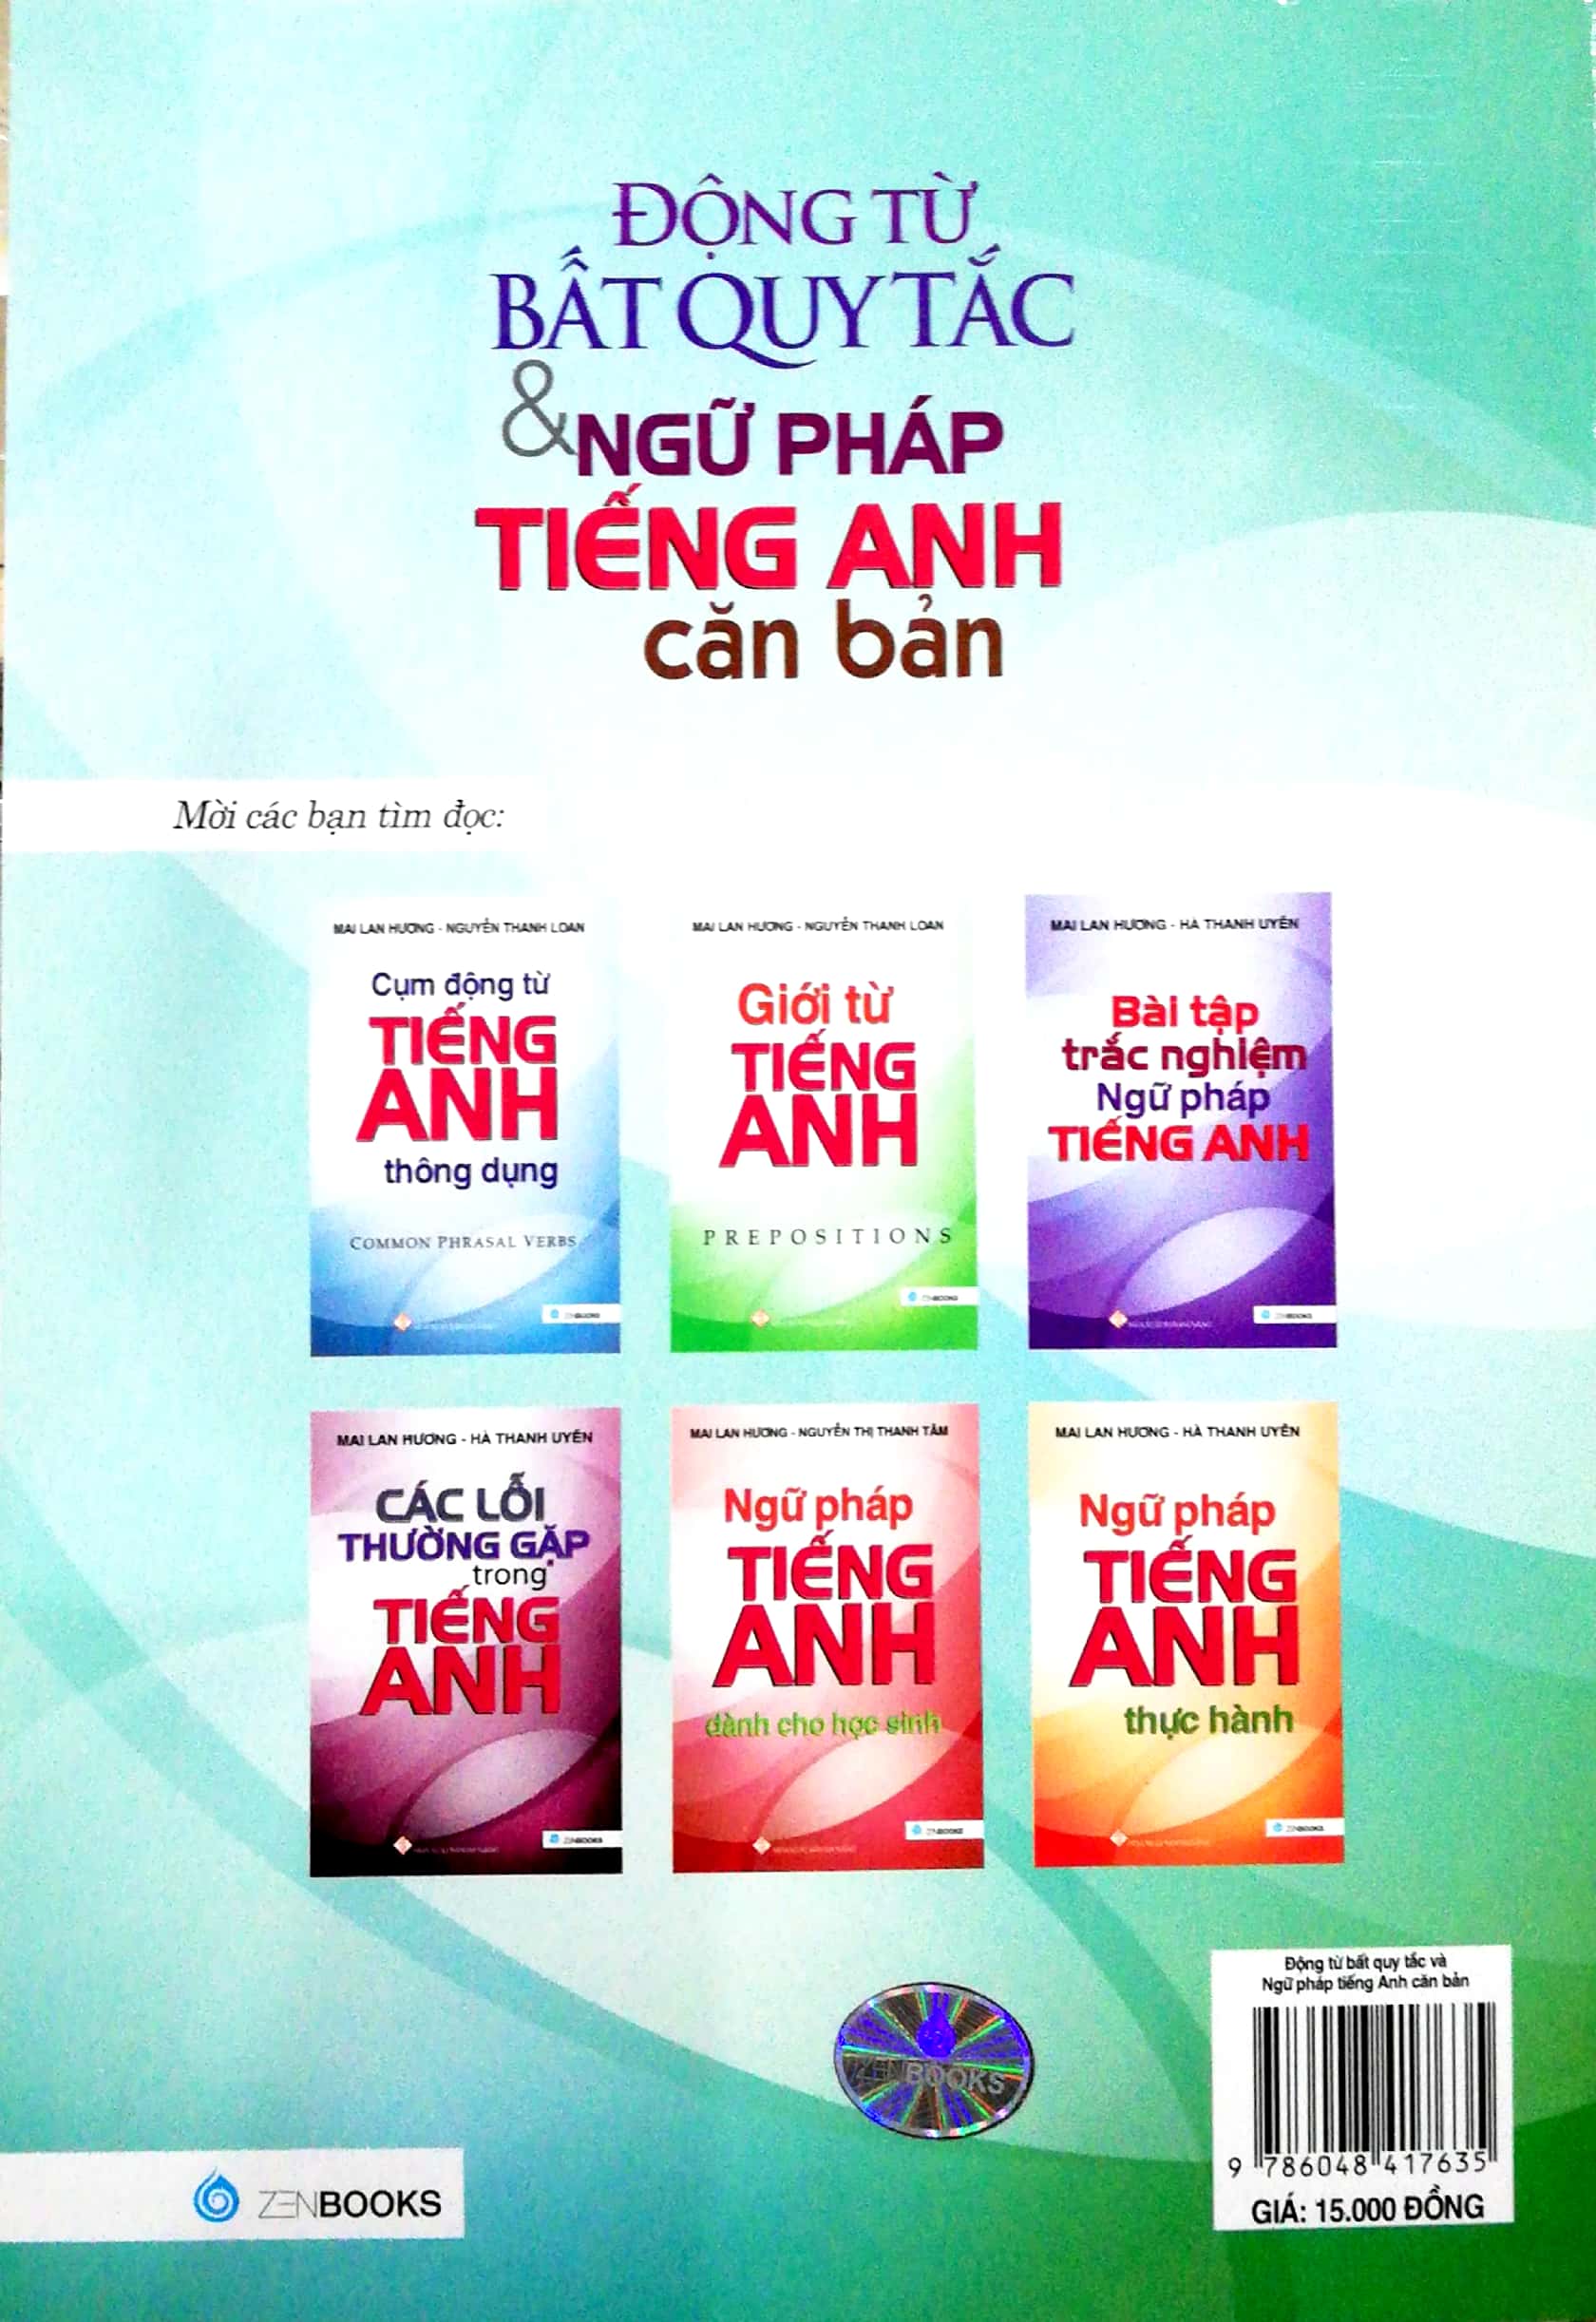 ĐỘNG TỪ
BẤT QUY TẮC
& NGỮ PHÁP
TIẾNG ANH
căn bản
Mời các bạn tìm đọc:
MAI LAN HƯƠNG - NGUYỄN THANH LOAN
Cụm động từ
TIẾNG
ANH
thông dụng
COMMON PHRASAL VERBS
ZENBOOKS
MAI LAN HƯƠNG - NGUYỄN THANH LOAN
Giới từ
TIẾNG
ANH
PREPOSITIONS
ZENBOOKS
MAI LAN HƯƠNG - HÀ THANH UYÊN
Bài tập
trắc nghiệm
Ngữ pháp
TIẾNG ANH
ZENBOOKS
MAI LAN HƯƠNG - HÀ THANH UYÊN
CÁC LỖI
THƯỜNG GẶP
trong
TIẾNG
ANH
ZENBOOKS
MAI LAN HƯƠNG - NGUYỄN THỊ THANH TÂM
Ngữ pháp
TIẾNG
ANH
dành cho học sinh
ZENBOOKS
MAI LAN HƯƠNG - HÀ THANH UYÊN
Ngữ pháp
TIẾNG
ANH
thực hành
ZENBOOKS
ZENBOOKS
Động từ bất quy tắc và
Ngữ pháp tiếng Anh căn bản
9 786048 417635
GIÁ: 15.000 ĐỒNG
ZENBOOKS